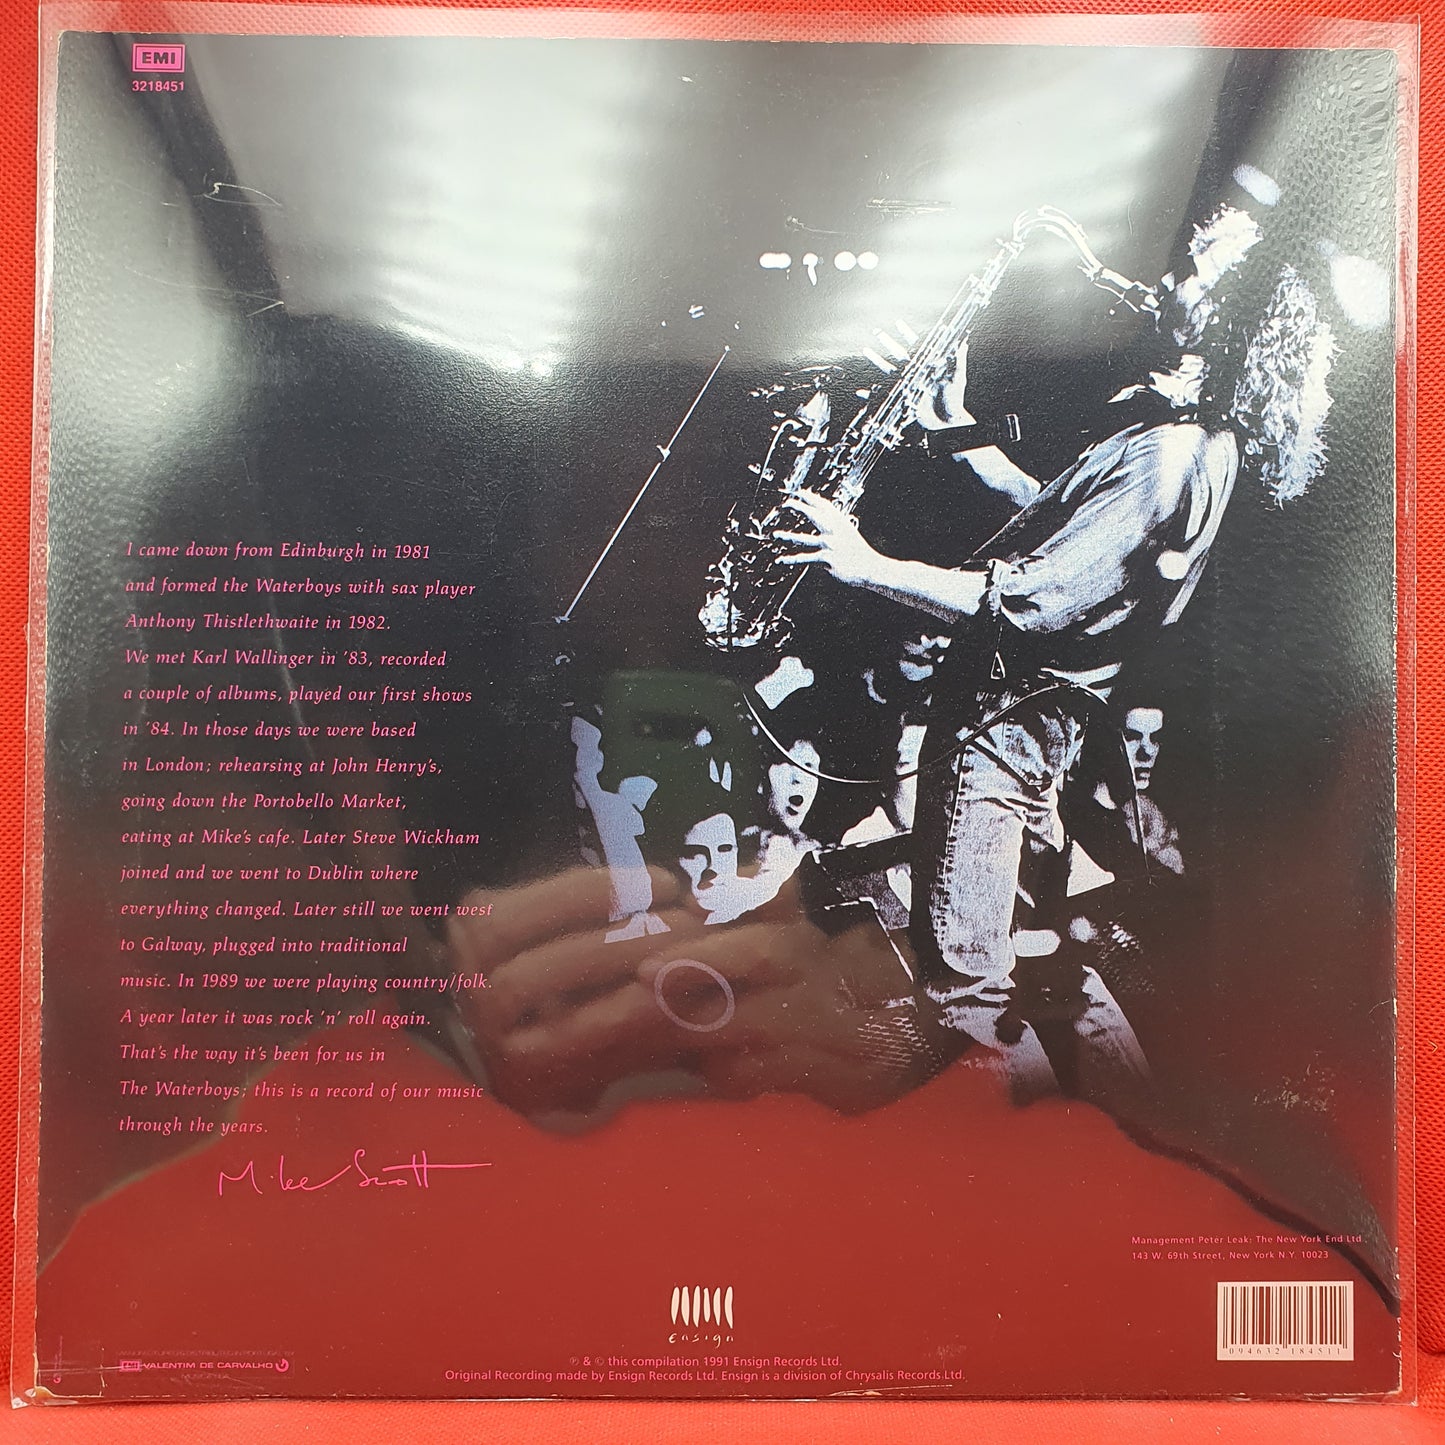 EMI
3218451
I came down from Edinburgh in 1981
and formed the Waterboys with sax player
Anthony Thistlethwaite in 1982.
We met Karl Wallinger in '83, recorded
a couple of albums, played our first shows
in '84. In those days we were based
in London; rehearsing at John Henry's,
going down the Portobello Market,
eating at Mike's cafe. Later Steve Wickham
joined and we went to Dublin where
everything changed. Later still we went west
to Galway, plugged into traditional
music. In 1989 we were playing country/folk.
A year later it was rock 'n' roll again.
That's the way it's been for us in
The Waterboys; this is a record of our music
through the years.
Mike Scott
Management Peter Leak: The New York End Ltd.
143 W. 69th Street, New York N.Y. 10023
ensign
℗ & © this compilation 1991 Ensign Records Ltd.
Original Recording made by Ensign Records Ltd. Ensign is a division of Chrysalis Records Ltd.
EMI VALENTIM DE CARVALHO
0 94632 18451 1